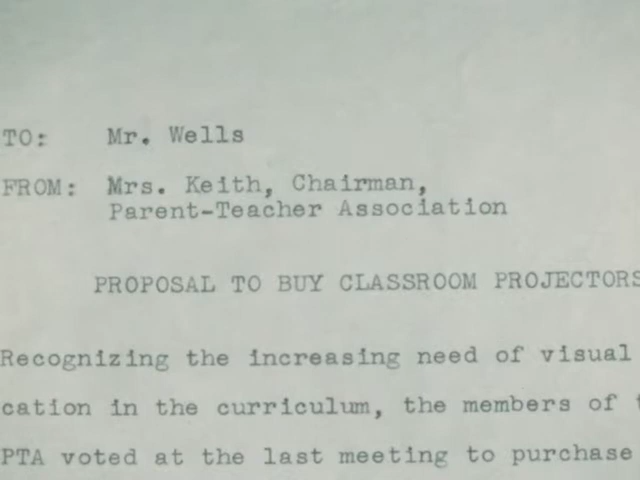 TO: Mr. Wells
FROM: Mrs. Keith, Chairman,
Parent-Teacher Association
PROPOSAL TO BUY CLASSROOM PROJECTORS
Recognizing the increasing need of visual
cation in the curriculum, the members of
PTA voted at the last meeting to purchase